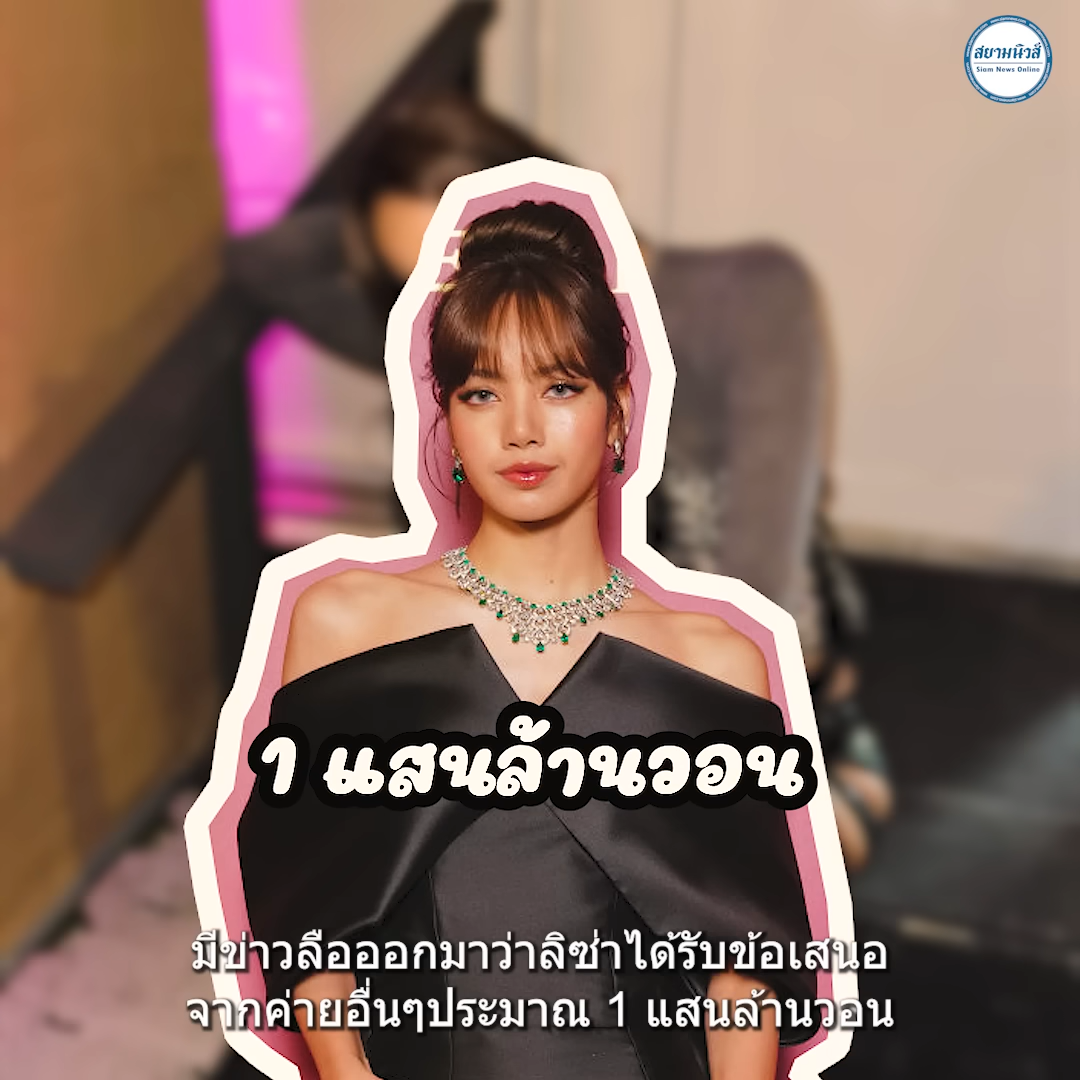 สยามนิวส์
Siam News Online
1 แสนล้านวอน
มีข่าวลือออกมาว่าลิซ่าได้รับข้อเสนอ
จากค่ายอื่นๆประมาณ 1 แสนล้านวอน